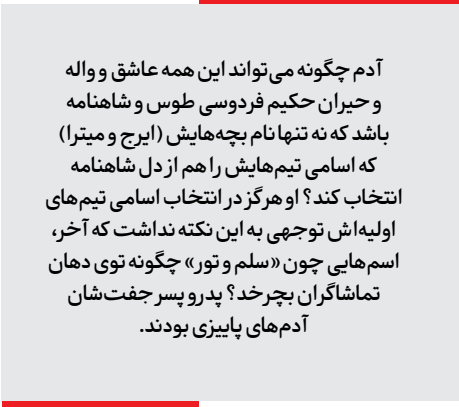 آدم چگونه می‌تواند این همه عاشق و واله
و حیران حکیم فردوسی طوس و شاهنامه
باشد که نه تنها نام بچه‌هایش (ایرج و میترا)
که اسامی تیم‌هایش را هم از دل شاهنامه
انتخاب کند؟ او هرگز در انتخاب اسامی تیم‌های
اولیه‌اش توجهی به این نکته نداشت که آخر،
اسم‌هایی چون «سلم و تور» چگونه توی دهان
تماشاگران بچرخد؟ پدر و پسر جفت‌شان
آدم‌های پاییزی بودند.